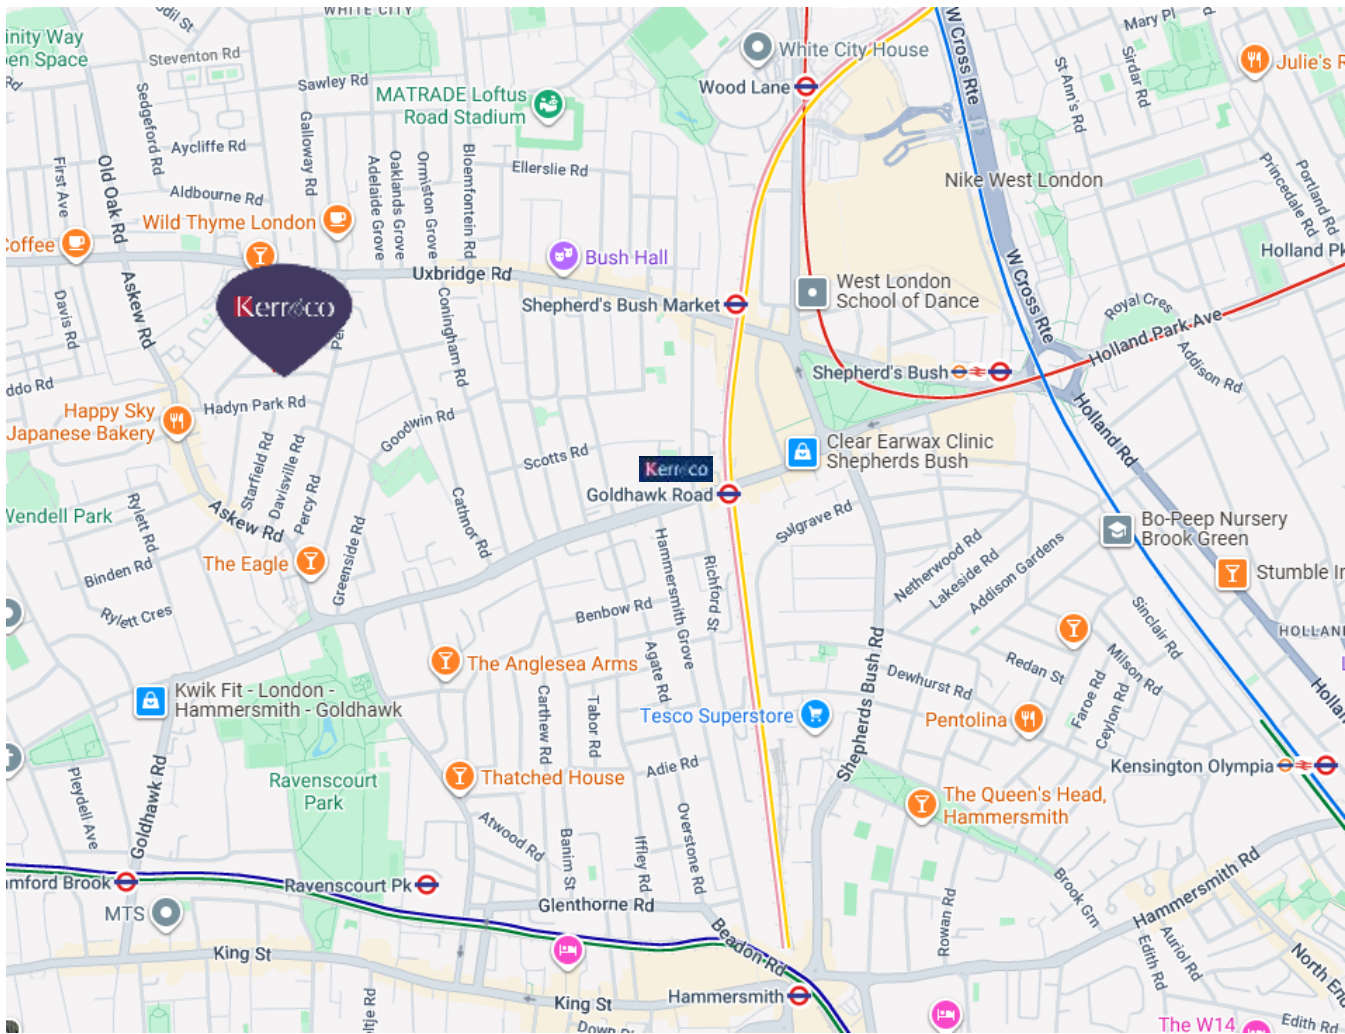 WHITE CITY
odil St
inity Way
en Space
Steventon Rd
Sawley Rd
MATRADE Loftus
Road Stadium
White City House
Wood Lane
W Cross Rte
Mary Pl
Sirdar Rd
St Ann's Rd
Julie's R
Sedgeford Rd
Galloway Rd
Aycliffe Rd
First Ave
Old Oak Rd
Aldbourne Rd
Adelaide Grove
Oaklands Grove
Ormiston Grove
Bloemfontein Rd
Ellerslie Rd
Nike West London
Princedale Rd
Portland Rd
Wild Thyme London
Coffee
Bush Hall
Uxbridge Rd
Holland Pk
West London
School of Dance
W Cross Rte
Royal Cres
Holland Park Ave
Addison Rd
Davis Rd
Askew Rd
Kerr&co
Per
Coningham Rd
Shepherd's Bush Market
Shepherd's Bush
ddo Rd
Happy Sky
Japanese Bakery
Hadyn Park Rd
Goodwin Rd
Holland Rd
Starfield Rd
Davisville Rd
Percy Rd
Scotts Rd
Kerr&co
Goldhawk Road
Clear Earwax Clinic
Shepherds Bush
Wendell Park
Rylett Rd
Askew Rd
Cathnor Rd
Sulgrave Rd
Bo-Peep Nursery
Brook Green
The Eagle
Greenside Rd
Binden Rd
Hammersmith Grove
Richford St
Netherwood Rd
Lakeside Rd
Addison Gardens
Stumble In
Rylett Cres
Benbow Rd
Sinclair Rd
HOLLAN
The Anglesea Arms
Agate Rd
Shepherds Bush Rd
Redan St
Milson Rd
Dewhurst Rd
Faroe Rd
Ceylon Rd
Hollan
Kwik Fit - London -
Hammersmith - Goldhawk
Carthew Rd
Tabor Rd
Tesco Superstore
Pentolina
Pleydell Ave
Goldhawk Rd
Ravenscourt
Park
Thatched House
Adie Rd
Kensington Olympia
The Queen's Head,
Hammersmith
Atwood Rd
Banim St
Iffley Rd
Overstone Rd
Brook Grn
Hammersmith Rd
amford Brook
Ravenscourt Pk
MTS
Glenthorne Rd
Beadon Rd
Rowan Rd
Edith Rd
Auriol Rd
North En
King St
King St
Hammersmith
eltje Rd
Down Pl
The W14
Edith Rd